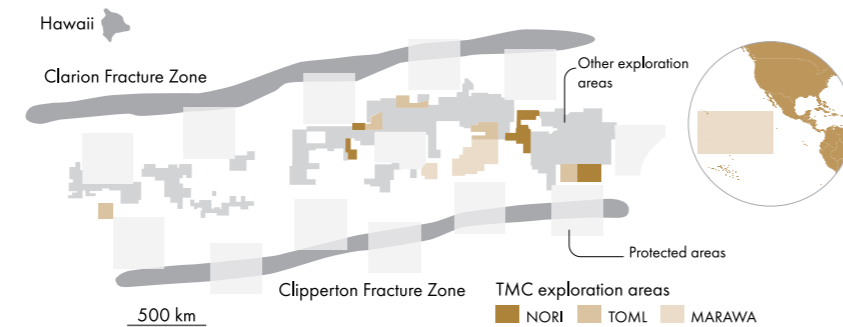 Hawaii
Clarion Fracture Zone
Other exploration
areas
Protected areas
Clipperton Fracture Zone
TMC exploration areas
500 km
NORI
TOML
MARAWA